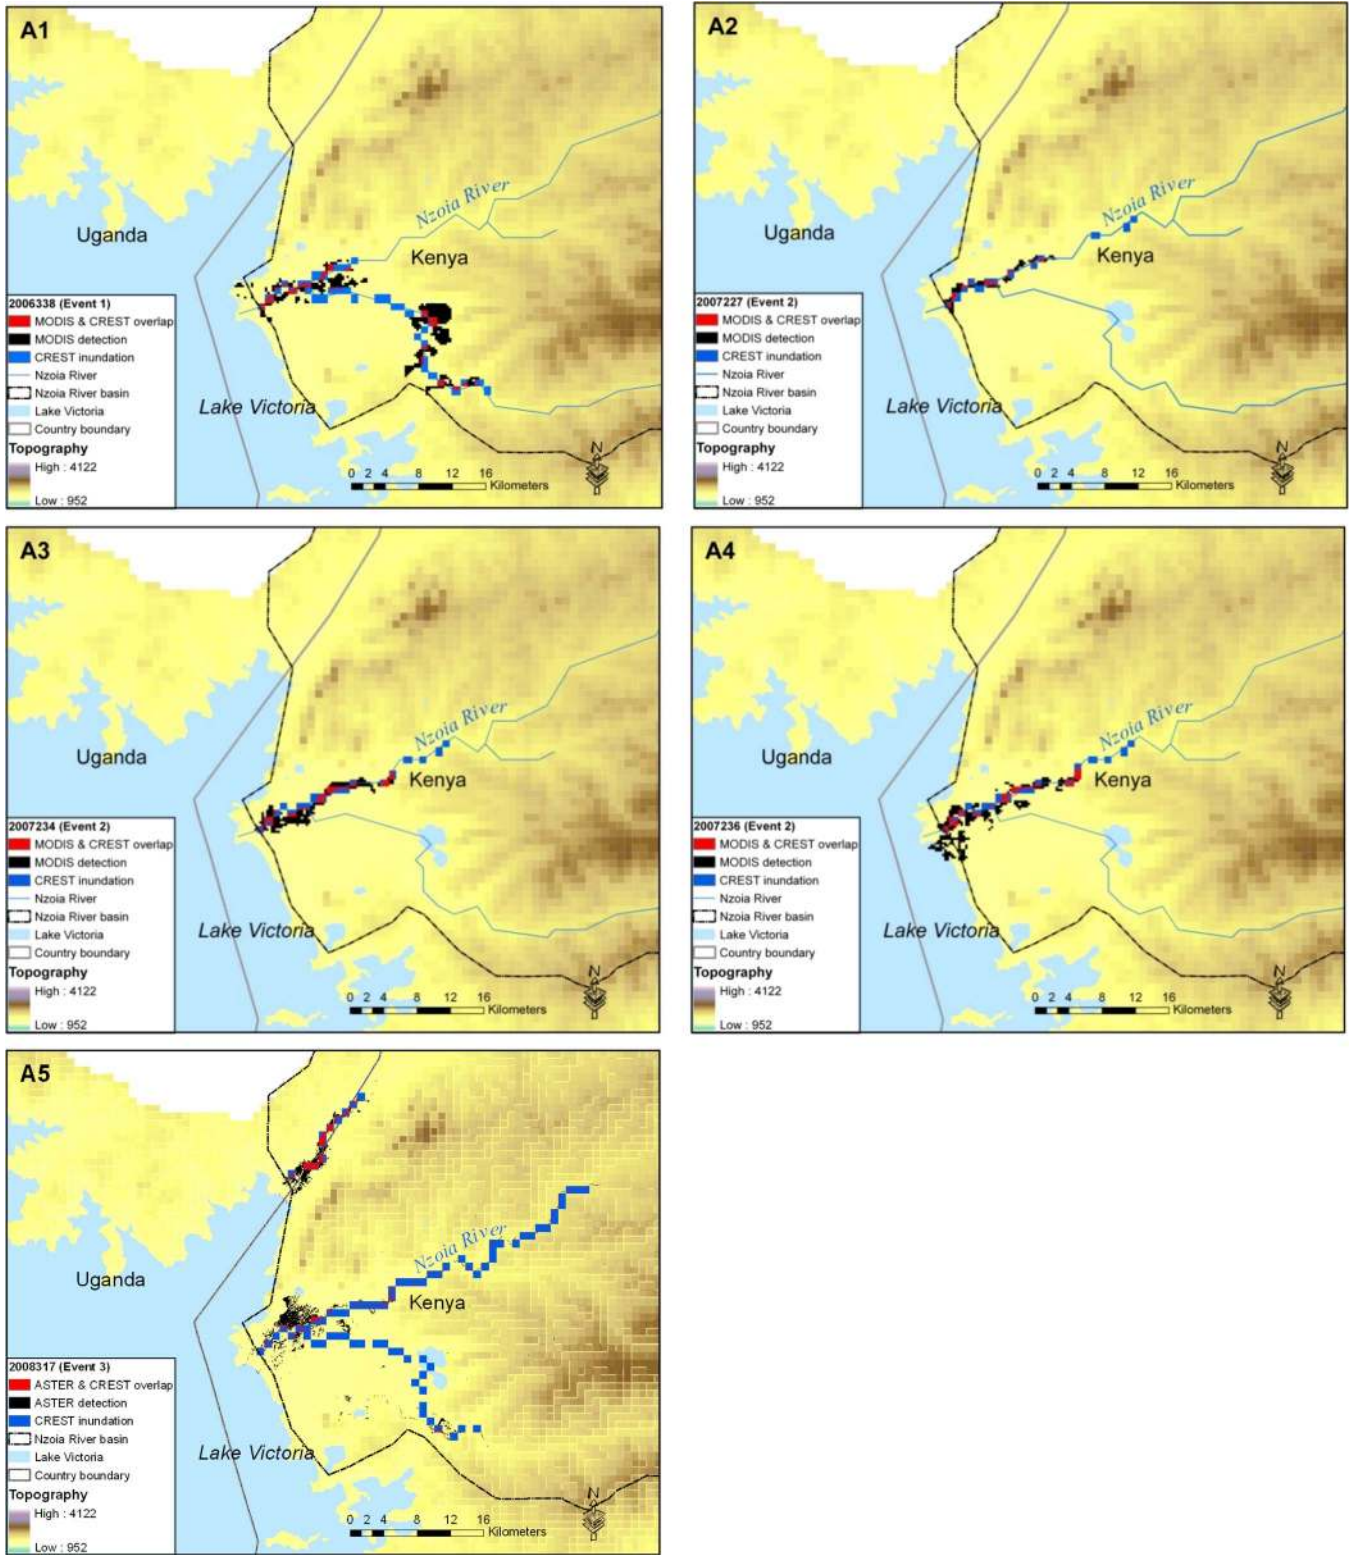 A1
Nzoia River
Uganda
Kenya
2006338 (Event 1)
MODIS & CREST overlap
MODIS detection
CREST inundation
Nzoia River
Nzoia River basin
Lake Victoria
Country boundary
Topography
High : 4122
Low : 952
Lake Victoria
N
0 2 4 8 12 16
Kilometers
A2
Nzoia River
Uganda
Kenya
2007227 (Event 2)
MODIS & CREST overlap
MODIS detection
CREST inundation
Nzoia River
Nzoia River basin
Lake Victoria
Country boundary
Topography
High : 4122
Low : 952
Lake Victoria
N
0 2 4 8 12 16
Kilometers
A3
Nzoia River
Uganda
Kenya
2007234 (Event 2)
MODIS & CREST overlap
MODIS detection
CREST inundation
Nzoia River
Nzoia River basin
Lake Victoria
Country boundary
Topography
High : 4122
Low : 952
Lake Victoria
N
0 2 4 8 12 16
Kilometers
A4
Nzoia River
Uganda
Kenya
2007236 (Event 2)
MODIS & CREST overlap
MODIS detection
CREST inundation
Nzoia River
Nzoia River basin
Lake Victoria
Country boundary
Topography
High : 4122
Low : 952
Lake Victoria
N
0 2 4 8 12 16
Kilometers
A5
Nzoia River
Uganda
Kenya
2008317 (Event 3)
ASTER & CREST overlap
ASTER detection
CREST inundation
Nzoia River basin
Lake Victoria
Country boundary
Topography
High : 4122
Low : 952
Lake Victoria
N
0 2 4 8 12 16
Kilometers